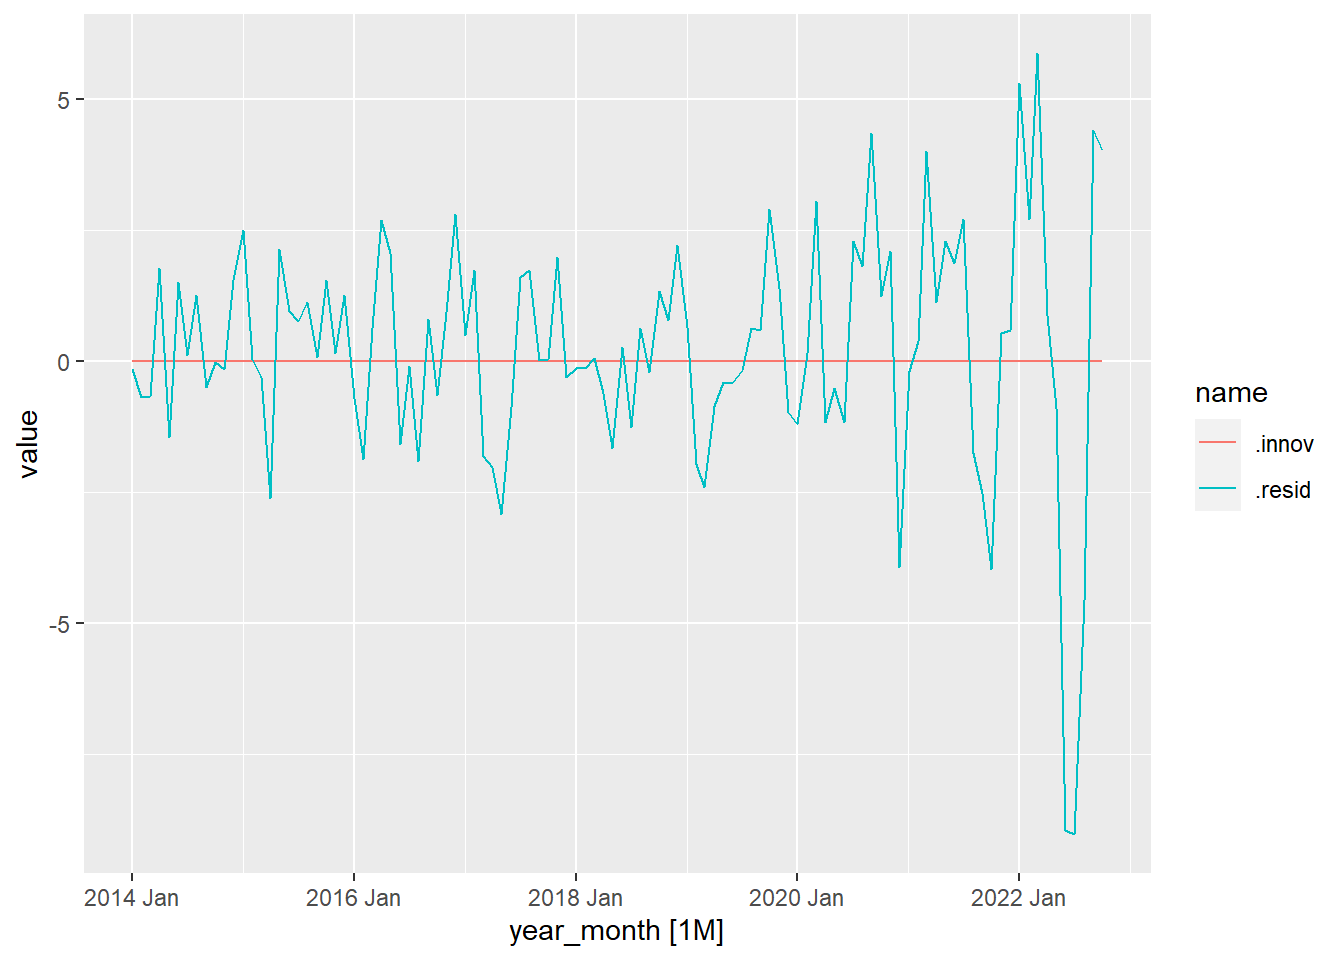 5
0
-5
value
2014 Jan
2016 Jan
2018 Jan
2020 Jan
2022 Jan
year_month [1M]
name
.innov
.resid